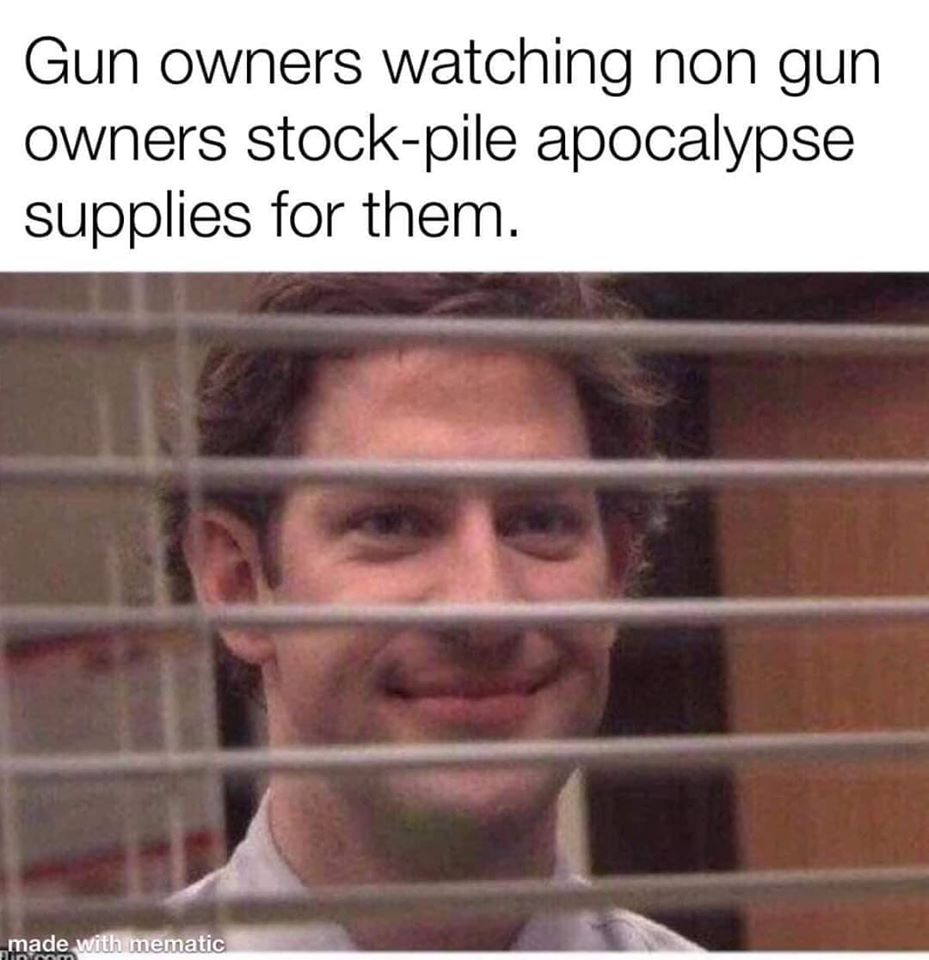 Gun owners watching non gun
owners stock-pile apocalypse
supplies for them.
made with mematic